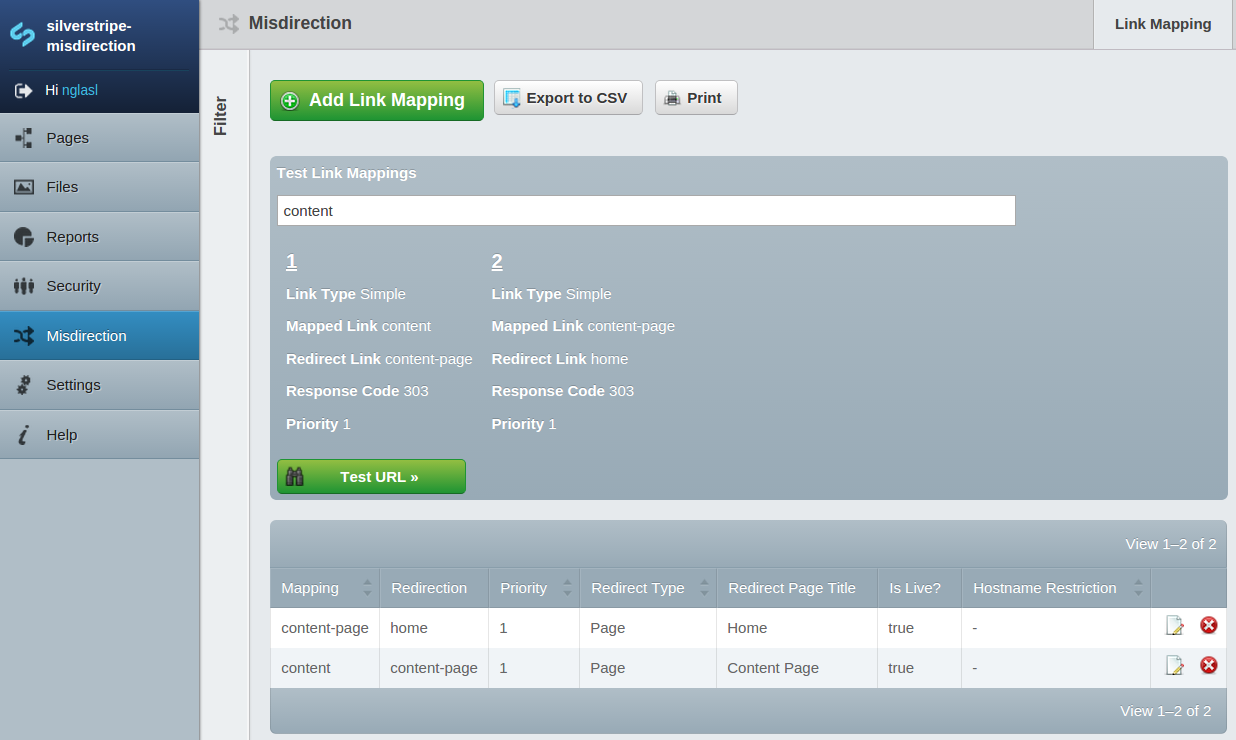 silverstripe-
misdirection
Hi nglasl
Pages
Files
Reports
Security
Misdirection
Settings
Help
Misdirection
Link Mapping
Filter
Add Link Mapping
Export to CSV
Print
Test Link Mappings
content
1
Link Type Simple
Mapped Link content
Redirect Link content-page
Response Code 303
Priority 1
2
Link Type Simple
Mapped Link content-page
Redirect Link home
Response Code 303
Priority 1
Test URL »
View 1–2 of 2
Mapping Redirection Priority Redirect Type Redirect Page Title Is Live? Hostname Restriction
content-page home 1 Page Home true -
content content-page 1 Page Content Page true -
View 1–2 of 2